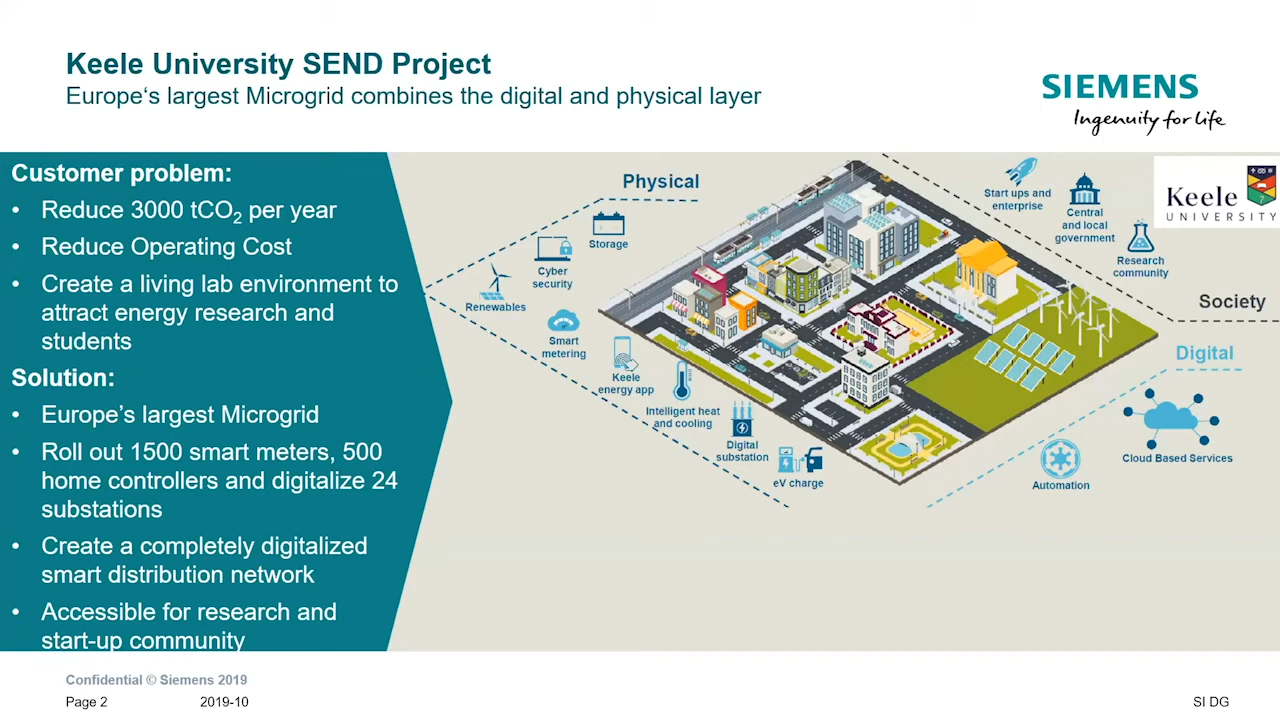 Keele University SEND Project
Europe‘s largest Microgrid combines the digital and physical layer
SIEMENS
Ingenuity for life
Customer problem:
• Reduce 3000 tCO₂ per year
• Reduce Operating Cost
• Create a living lab environment to
attract energy research and
students
Solution:
• Europe’s largest Microgrid
• Roll out 1500 smart meters, 500
home controllers and digitalize 24
substations
• Create a completely digitalized
smart distribution network
• Accessible for research and
start-up community
Physical
Storage
Cyber
security
Renewables
Smart
metering
Keele
energy app
Intelligent heat
and cooling
Digital
substation
eV charge
Start ups and
enterprise
Central
and local
government
Research
community
Keele
UNIVERSITY
Society
Digital
Cloud Based Services
Automation
Confidential © Siemens 2019
Page 2
2019-10
SI DG